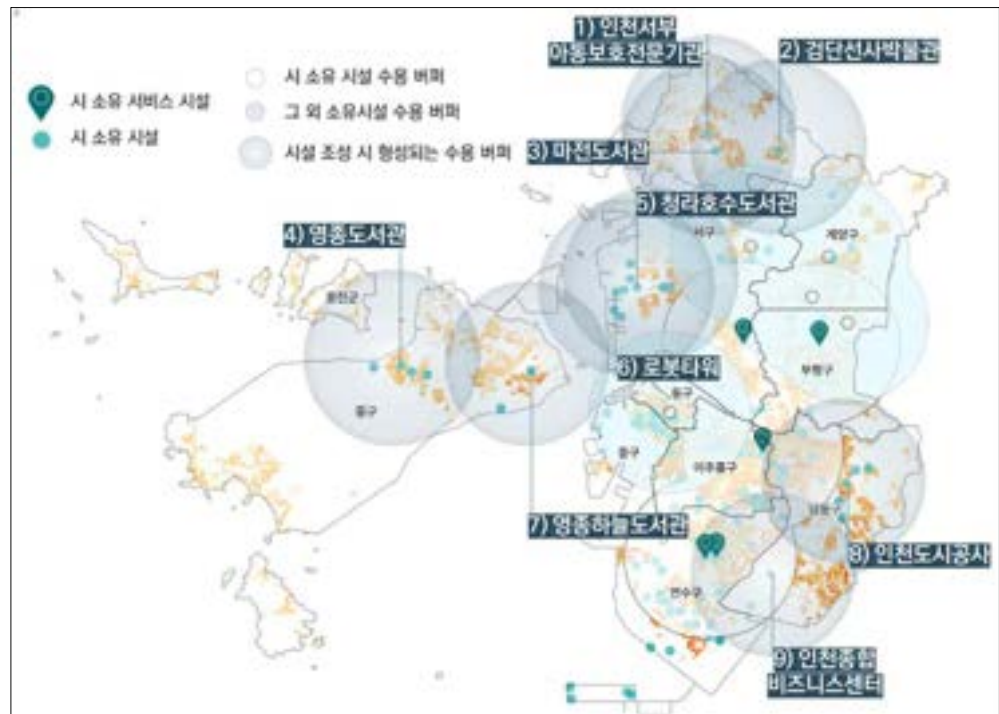 1) 인천서부
아동보호전문기관
2) 검단선사박물관
시 소유 서비스 시설
시 소유 시설
시 소유 시설 수용 버퍼
그 외 소유시설 수용 버퍼
시설 조성 시 형성되는 수용 버퍼
3) 마전도서관
4) 영종도서관
5) 청라호수도서관
서구
계양구
옹진군
6) 로봇타워
부평구
동구
중구
중구
미추홀구
남동구
7) 영종하늘도서관
8) 인천도시공사
연수구
9) 인천종합
비즈니스센터